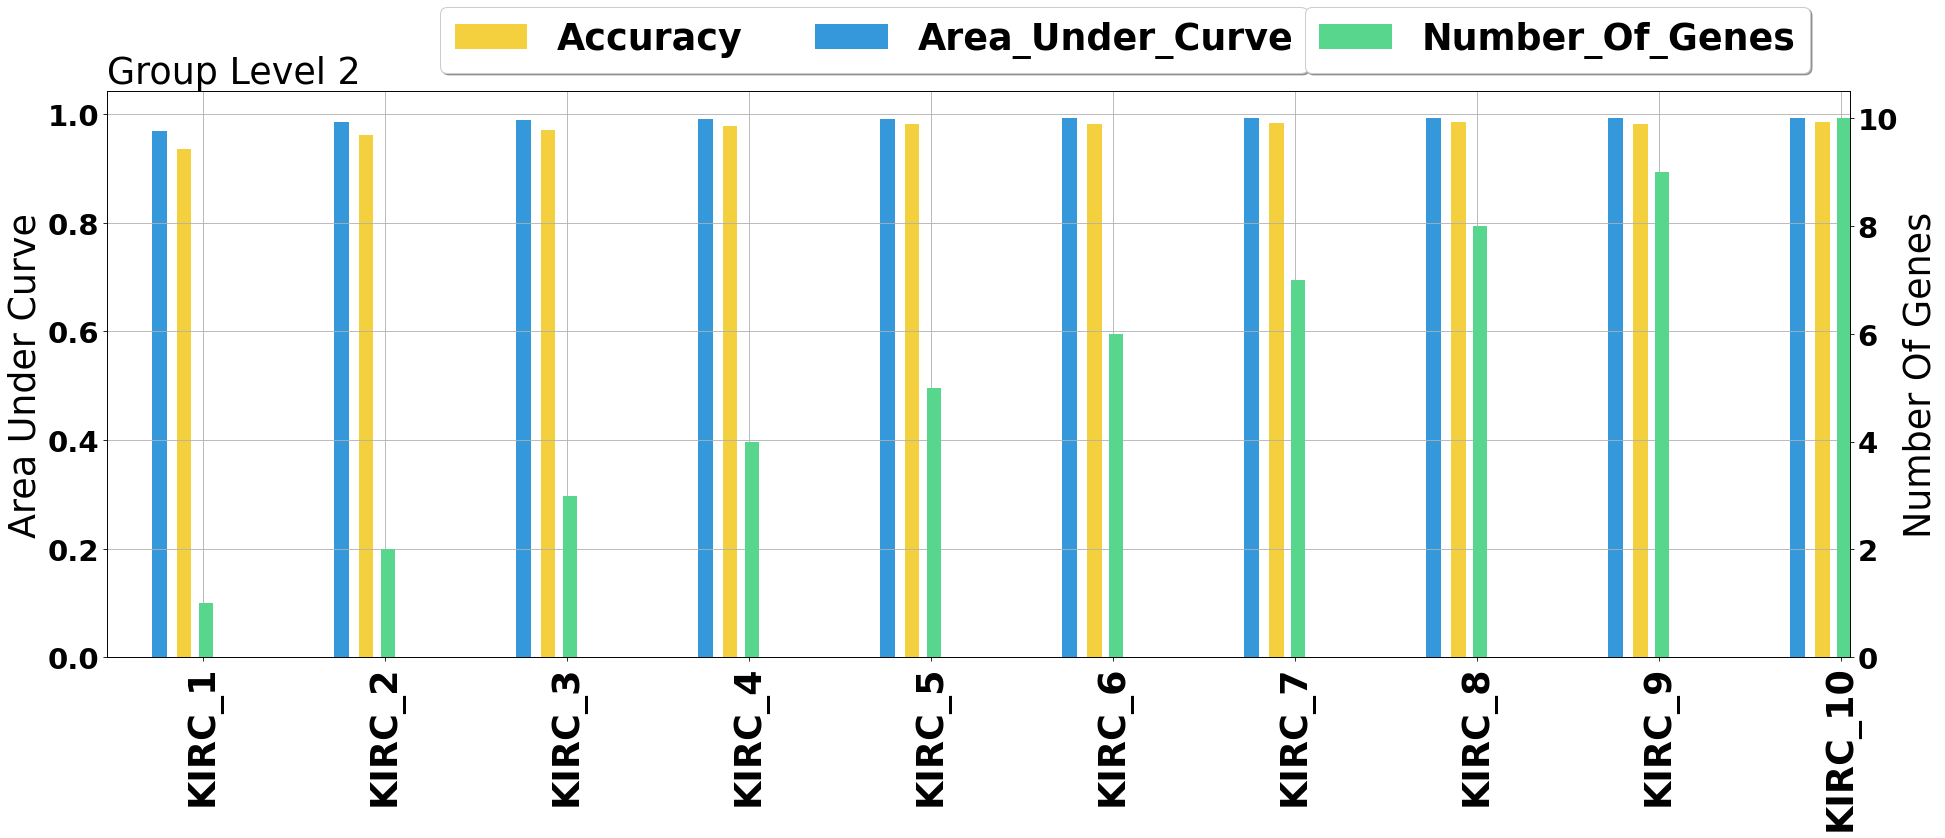 Accuracy
Area_Under_Curve
Number_Of_Genes
Group Level 2
Area Under Curve
1.0
0.8
0.6
0.4
0.2
0.0
10
8
6
4
2
0
Number Of Genes
KIRC_1
KIRC_2
KIRC_3
KIRC_4
KIRC_5
KIRC_6
KIRC_7
KIRC_8
KIRC_9
KIRC_10